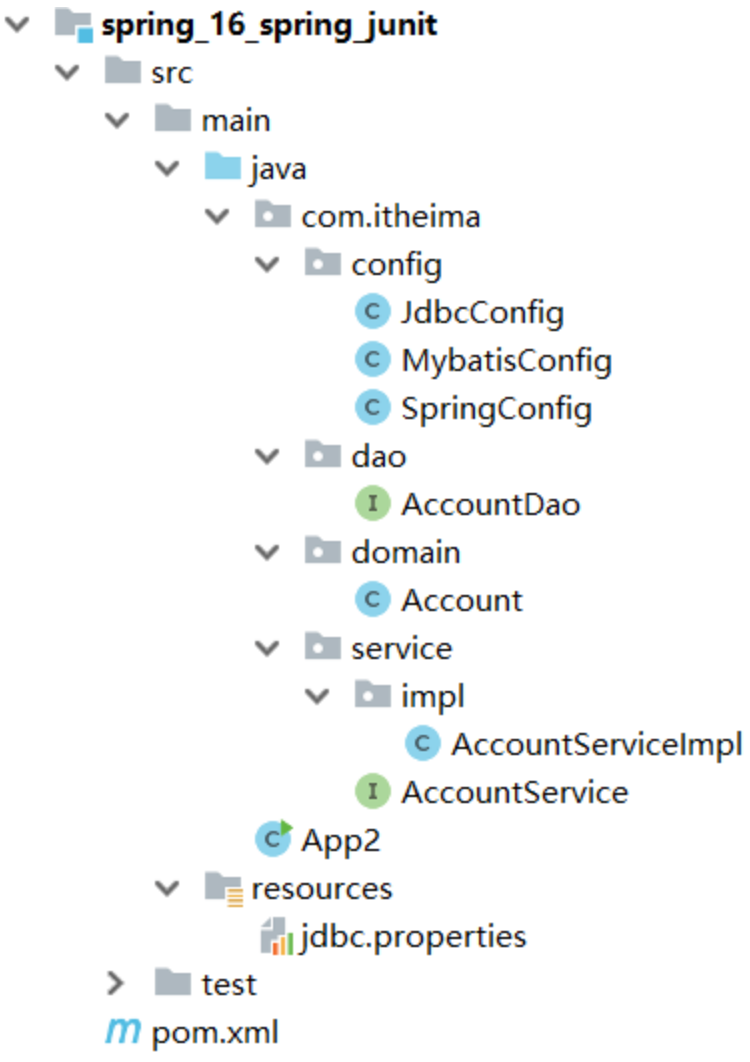 spring_16_spring_junit
src
main
java
com.itheima
config
JdbcConfig
MybatisConfig
SpringConfig
dao
AccountDao
domain
Account
service
impl
AccountServiceImpl
AccountService
App2
resources
jdbc.properties
test
pom.xml